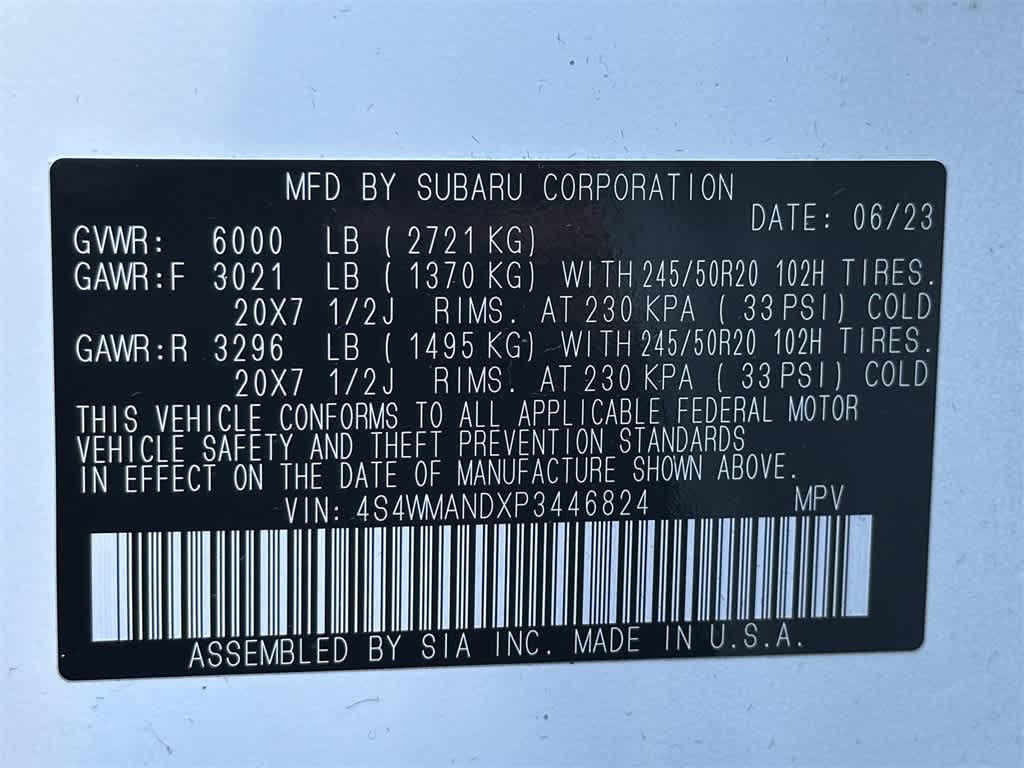 MFD BY SUBARU CORPORATION
DATE: 06/23
GVWR: 6000 LB ( 2721 KG)
GAWR:F 3021 LB ( 1370 KG) WITH 245/50R20 102H TIRES.
20X7 1/2J RIMS. AT 230 KPA ( 33 PSI) COLD
GAWR:R 3296 LB ( 1495 KG) WITH 245/50R20 102H TIRES.
20X7 1/2J RIMS. AT 230 KPA ( 33 PSI) COLD
THIS VEHICLE CONFORMS TO ALL APPLICABLE FEDERAL MOTOR
VEHICLE SAFETY AND THEFT PREVENTION STANDARDS
IN EFFECT ON THE DATE OF MANUFACTURE SHOWN ABOVE.
VIN: 4S4WMANDXP3446824 MPV
ASSEMBLED BY SIA INC. MADE IN U.S.A.